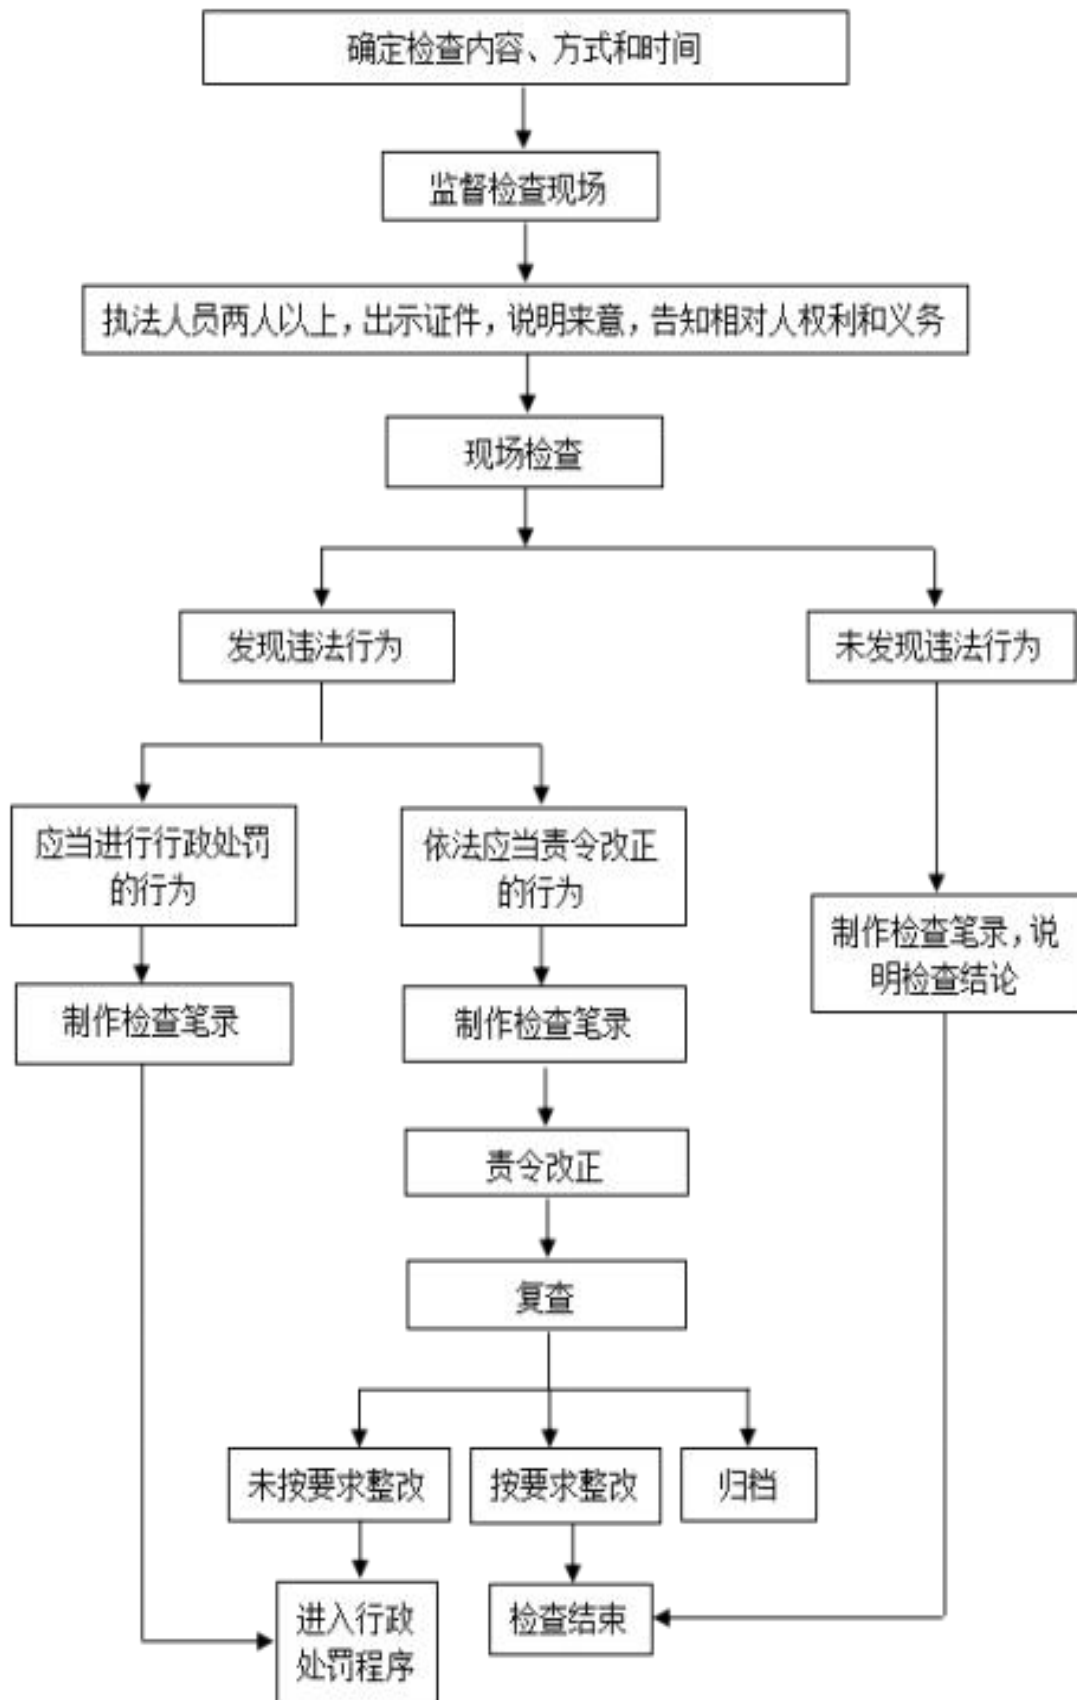 确定检查内容、方式和时间
监督检查现场
执法人员两人以上，出示证件，说明来意，告知相对人权利和义务
现场检查
发现违法行为
未发现违法行为
应当进行行政处罚
的行为
依法应当责令改正
的行为
制作检查笔录，说
明检查结论
制作检查笔录
制作检查笔录
责令改正
复查
未按要求整改
按要求整改
归档
进入行政
处罚程序
检查结束